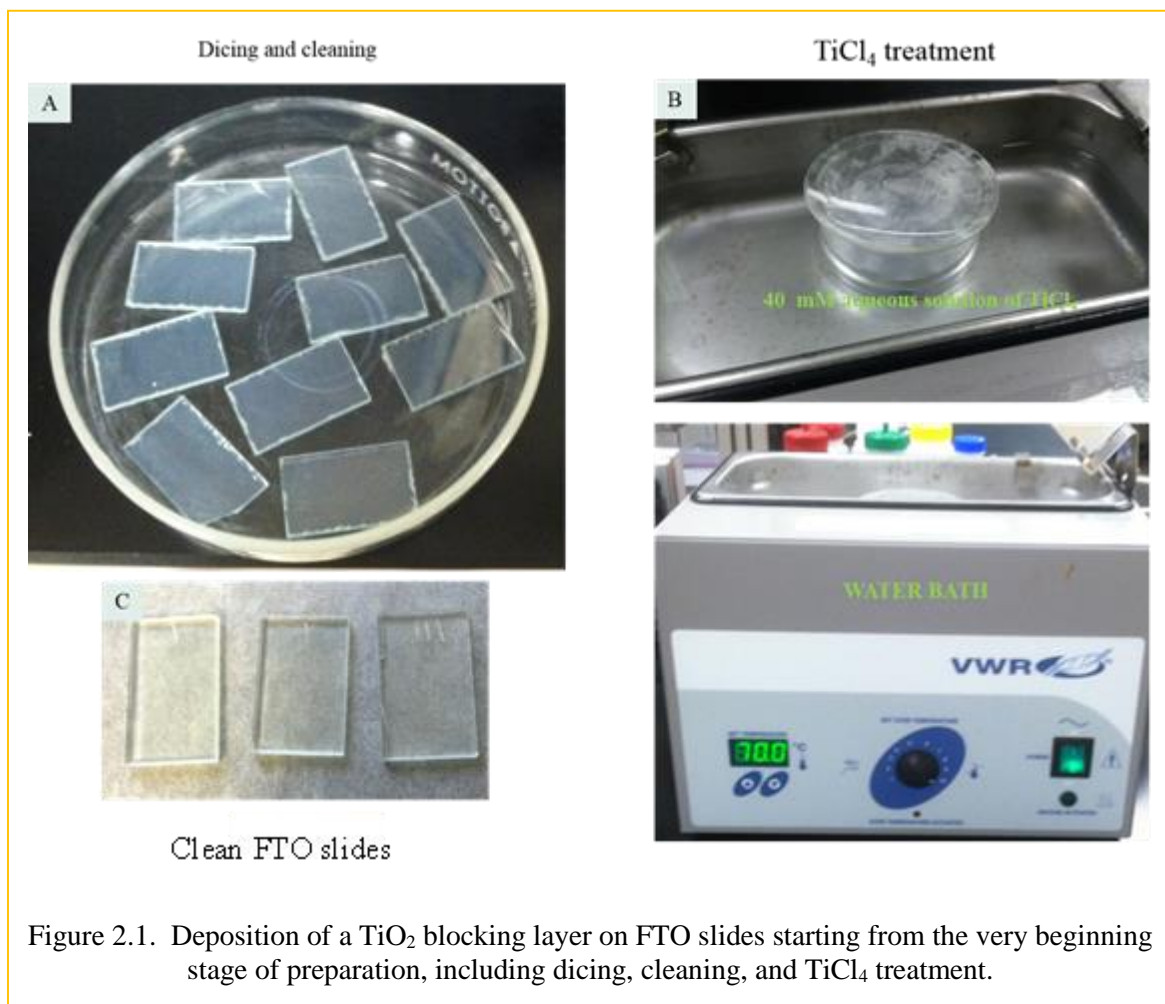 Dicing and cleaning
TiCl₄ treatment
A
B
40 mM aqueous solution of TiCl₄
WATER BATH
VWR
70.0
°C
C
Clean FTO slides
Figure 2.1. Deposition of a TiO₂ blocking layer on FTO slides starting from the very beginning
stage of preparation, including dicing, cleaning, and TiCl₄ treatment.